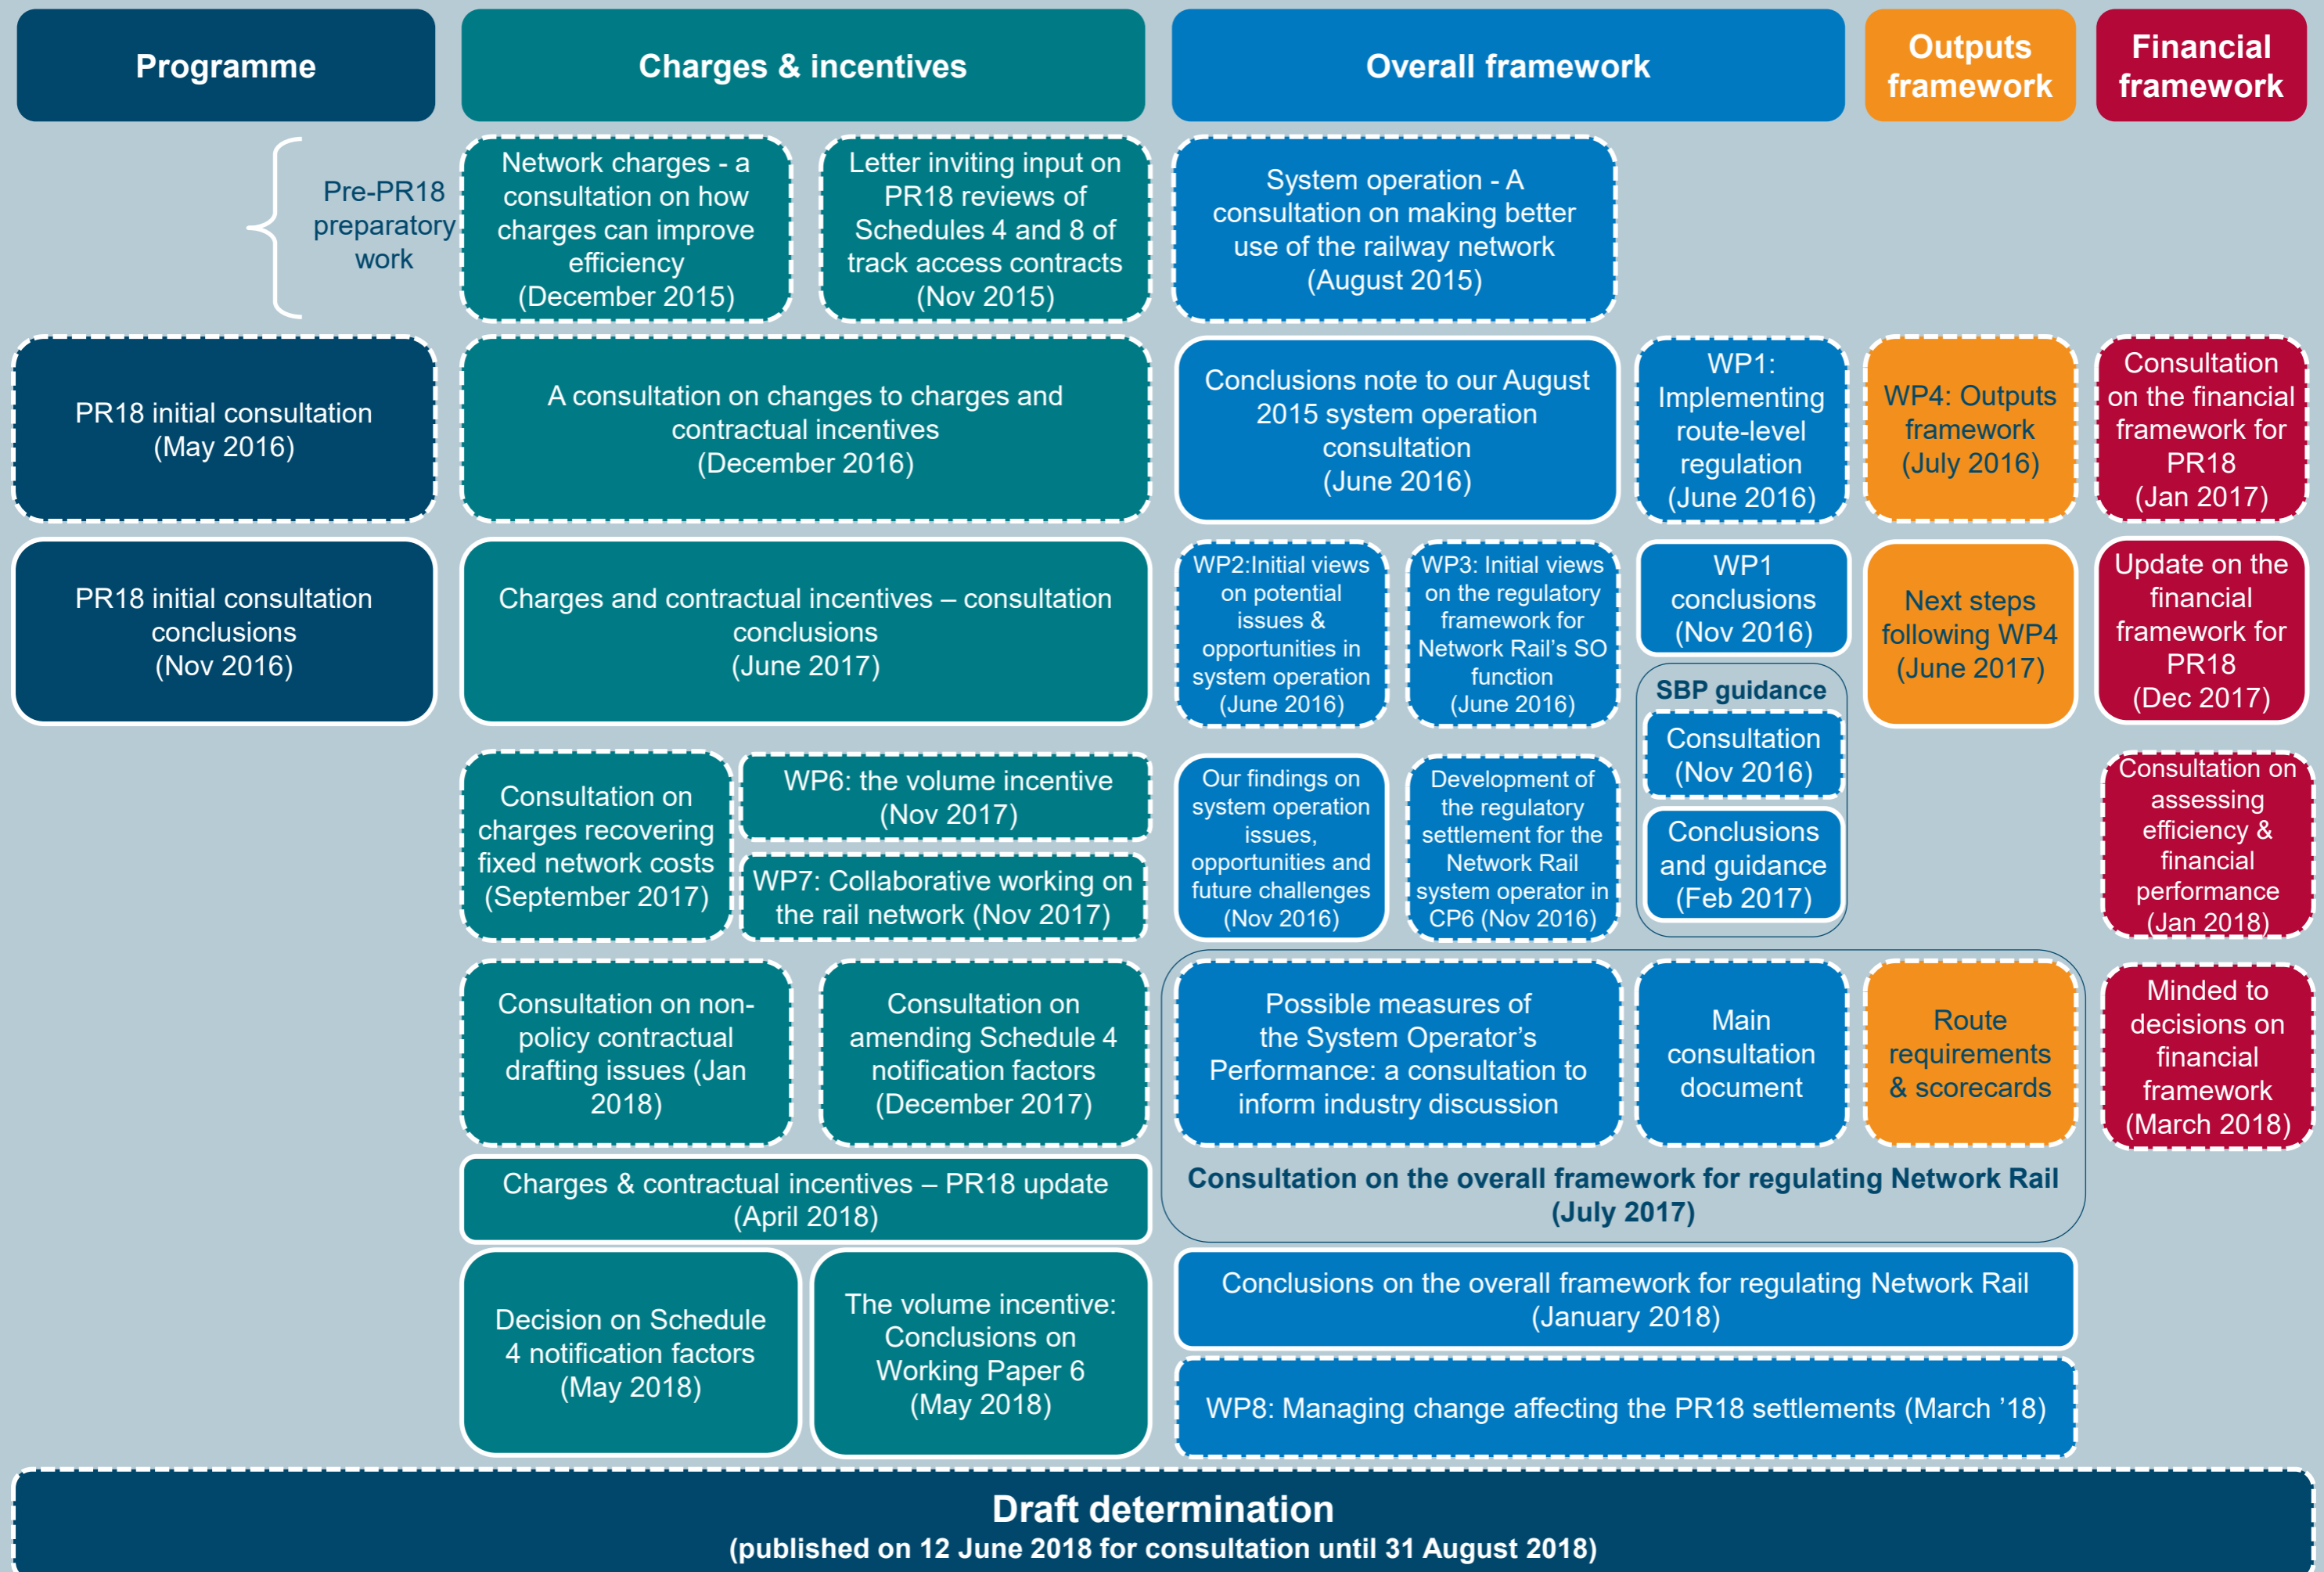 Programme
Charges & incentives
Overall framework
Outputs
framework
Financial
framework
Pre-PR18
preparatory
work
Network charges - a
consultation on how
charges can improve
efficiency
(December 2015)
Letter inviting input on
PR18 reviews of
Schedules 4 and 8 of
track access contracts
(Nov 2015)
System operation - A
consultation on making better
use of the railway network
(August 2015)
PR18 initial consultation
(May 2016)
A consultation on changes to charges and
contractual incentives
(December 2016)
Conclusions note to our August
2015 system operation
consultation
(June 2016)
WP1:
Implementing
route-level
regulation
(June 2016)
WP4: Outputs
framework
(July 2016)
Consultation
on the financial
framework for
PR18
(Jan 2017)
PR18 initial consultation
conclusions
(Nov 2016)
Charges and contractual incentives – consultation
conclusions
(June 2017)
WP2:Initial views
on potential
issues &
opportunities in
system operation
(June 2016)
WP3: Initial views
on the regulatory
framework for
Network Rail’s SO
function
(June 2016)
WP1
conclusions
(Nov 2016)
SBP guidance
Consultation
(Nov 2016)
Conclusions
and guidance
(Feb 2017)
Next steps
following WP4
(June 2017)
Update on the
financial
framework for
PR18
(Dec 2017)
Consultation on
charges recovering
fixed network costs
(September 2017)
WP6: the volume incentive
(Nov 2017)
WP7: Collaborative working on
the rail network (Nov 2017)
Our findings on
system operation
issues,
opportunities and
future challenges
(Nov 2016)
Development of
the regulatory
settlement for the
Network Rail
system operator in
CP6 (Nov 2016)
Consultation on
assessing
efficiency &
financial
performance
(Jan 2018)
Consultation on non-
policy contractual
drafting issues (Jan
2018)
Consultation on
amending Schedule 4
notification factors
(December 2017)
Possible measures of
the System Operator’s
Performance: a consultation to
inform industry discussion
Main
consultation
document
Route
requirements
& scorecards
Consultation on the overall framework for regulating Network Rail
(July 2017)
Minded to
decisions on
financial
framework
(March 2018)
Charges & contractual incentives – PR18 update
(April 2018)
Decision on Schedule
4 notification factors
(May 2018)
The volume incentive:
Conclusions on
Working Paper 6
(May 2018)
Conclusions on the overall framework for regulating Network Rail
(January 2018)
WP8: Managing change affecting the PR18 settlements (March ’18)
Draft determination
(published on 12 June 2018 for consultation until 31 August 2018)